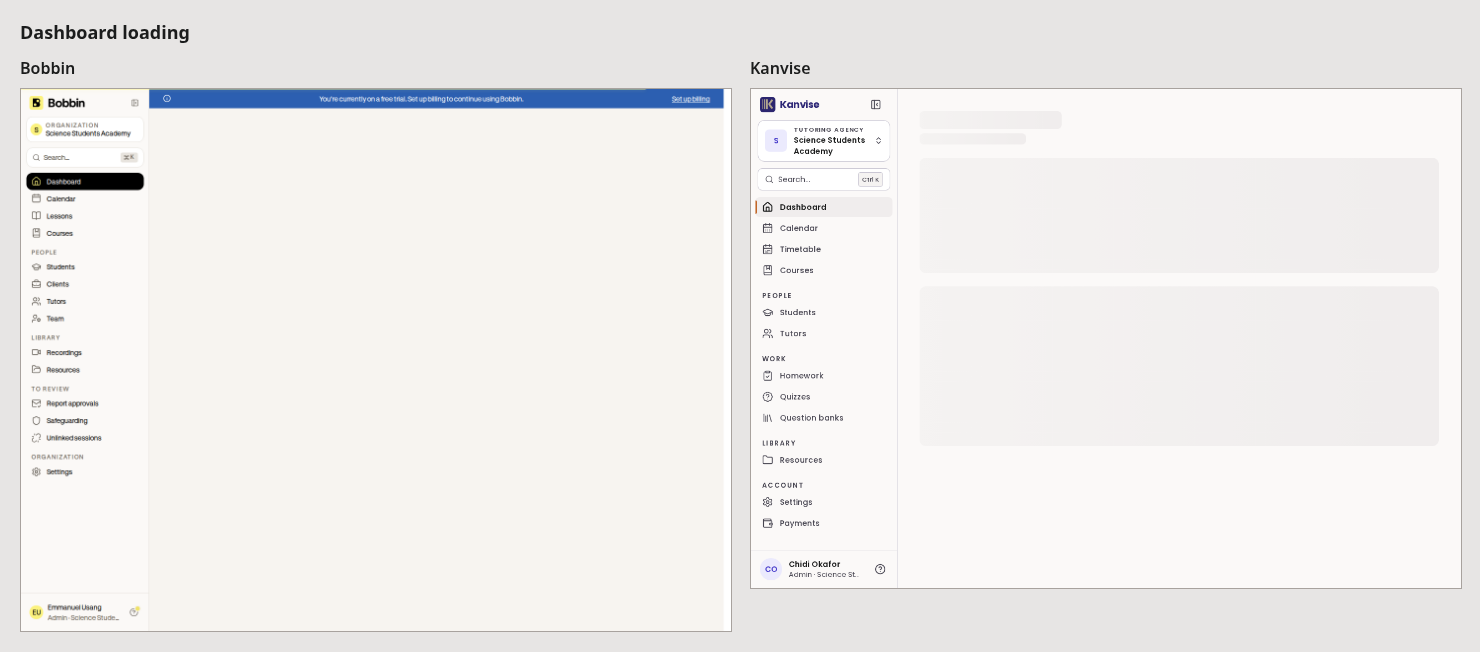 Dashboard loading
Bobbin
Bobbin
ORGANIZATION
S
Science Students Academy
Search...
⌘K
Dashboard
Calendar
Lessons
Courses
PEOPLE
Students
Clients
Tutors
Team
LIBRARY
Recordings
Resources
TO REVIEW
Report approvals
Safeguarding
Unlinked sessions
ORGANIZATION
Settings
EU
Emmanuel Usang
Admin · Science Stude...
You're currently on a free trial. Set up billing to continue using Bobbin.
Set up billing
Kanvise
Kanvise
TUTORING AGENCY
S
Science Students
Academy
Search...
Ctrl K
Dashboard
Calendar
Timetable
Courses
PEOPLE
Students
Tutors
WORK
Homework
Quizzes
Question banks
LIBRARY
Resources
ACCOUNT
Settings
Payments
CO
Chidi Okafor
Admin · Science St...